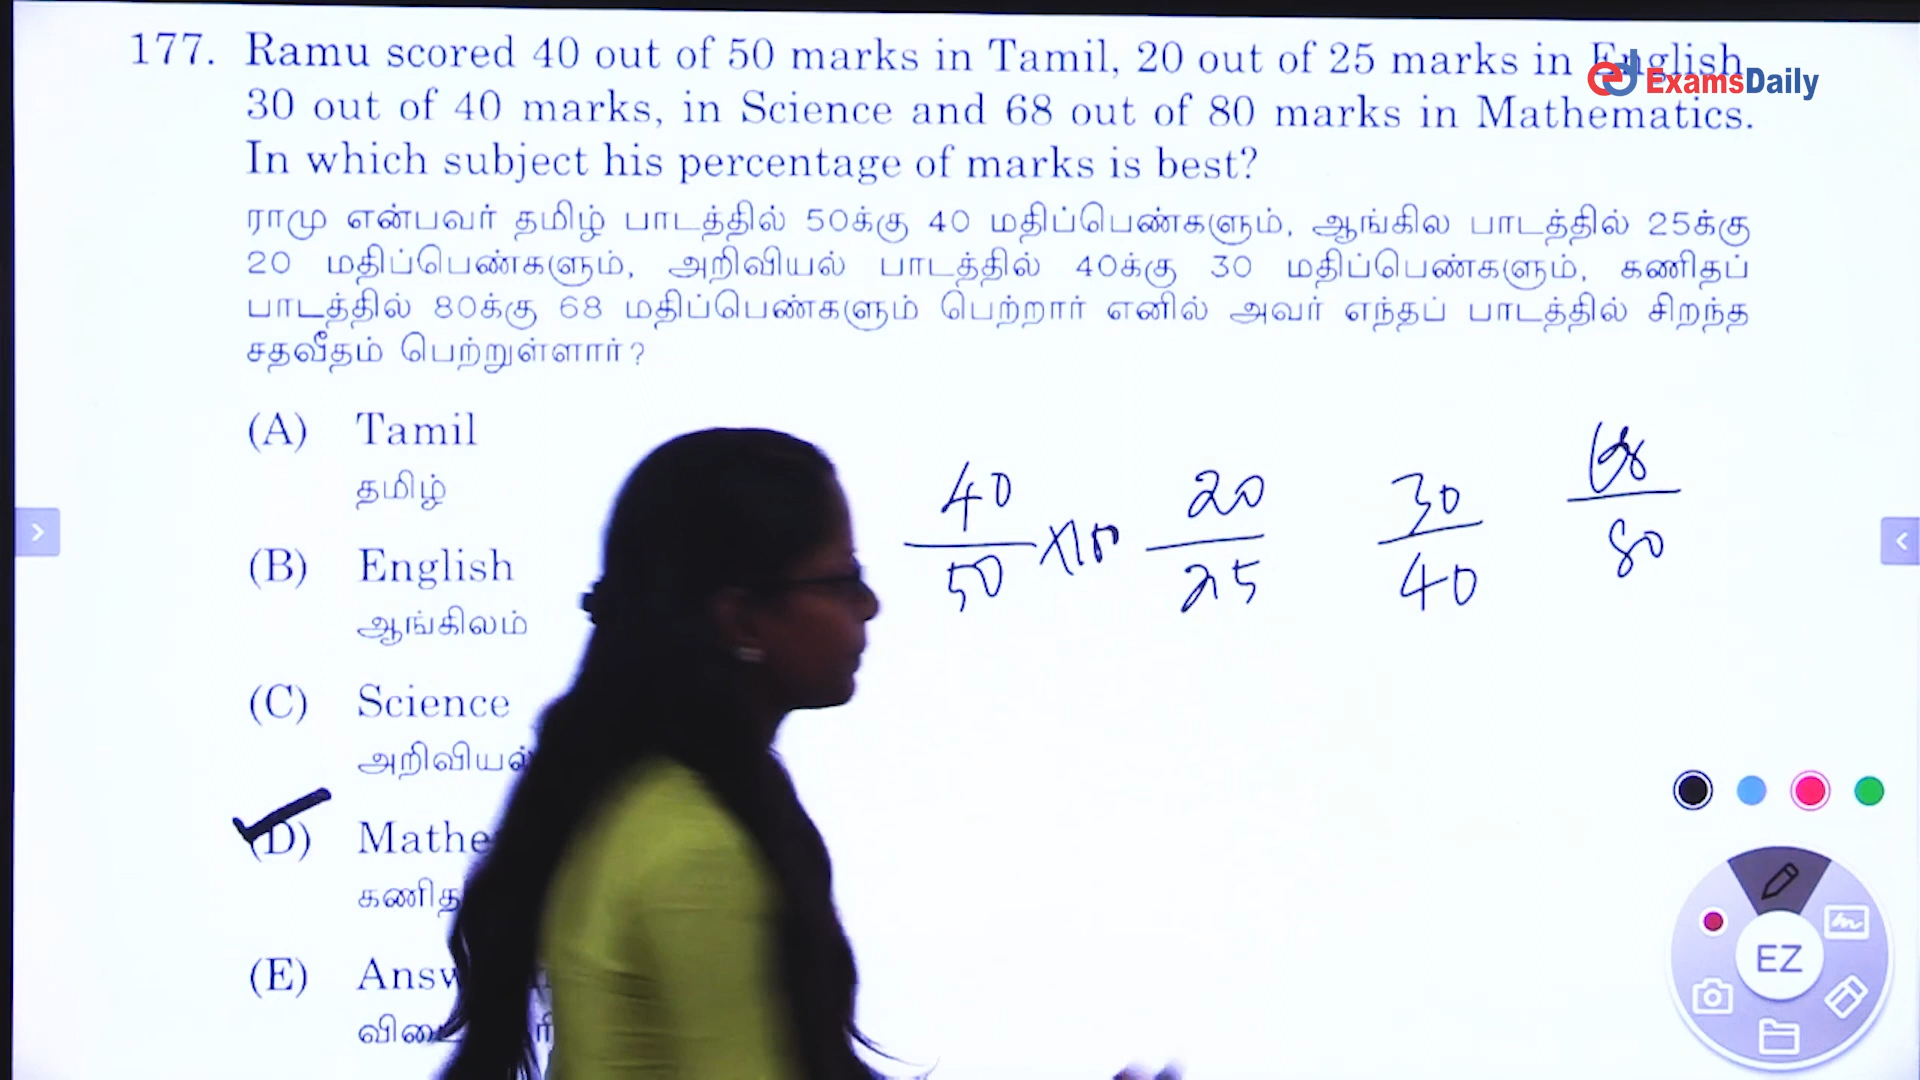 177. Ramu scored 40 out of 50 marks in Tamil, 20 out of 25 marks in English
ExamsDaily
30 out of 40 marks, in Science and 68 out of 80 marks in Mathematics.
In which subject his percentage of marks is best?
ராமு என்பவர் தமிழ் பாடத்தில் 50க்கு 40 மதிப்பெண்களும், ஆங்கில பாடத்தில் 25க்கு
20 மதிப்பெண்களும், அறிவியல் பாடத்தில் 40க்கு 30 மதிப்பெண்களும், கணிதப்
பாடத்தில் 80க்கு 68 மதிப்பெண்களும் பெற்றார் எனில் அவர் எந்தப் பாடத்தில் சிறந்த
சதவீதம் பெற்றுள்ளார்?
(A) Tamil
தமிழ்
(B) English
ஆங்கிலம்
(C) Science
அறிவியல்
(D) Mathe
கணித
(E) Answ
விடை
40
50
×100
20
25
30
40
68
80
EZ